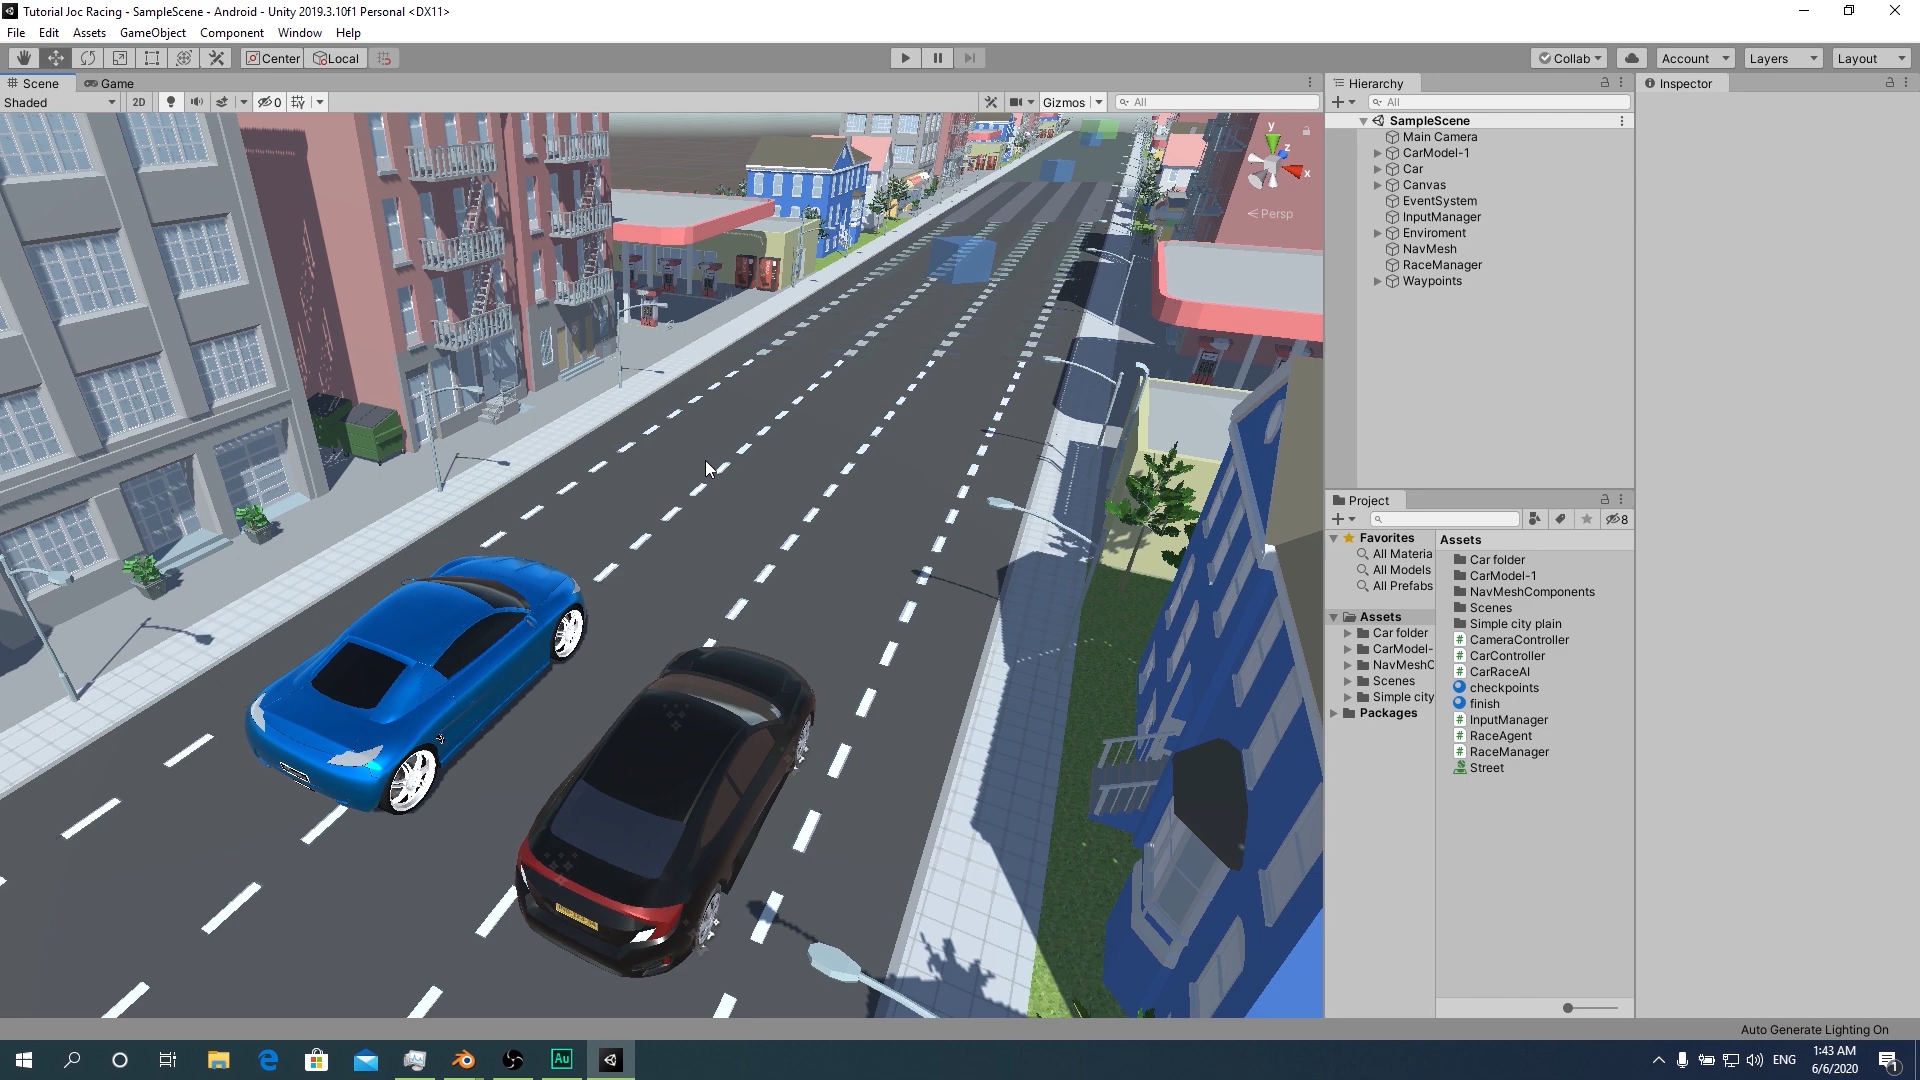 Tutorial Joc Racing - SampleScene - Android - Unity 2019.3.10f1 Personal <DX11>
File Edit Assets GameObject Component Window Help
Center Local Collab Account Layers Layout
Scene Game
Shaded 2D 0 Gizmos All
y
z
x
Persp
Hierarchy
All
SampleScene
Main Camera
CarModel-1
Car
Canvas
EventSystem
InputManager
Enviroment
NavMesh
RaceManager
Waypoints
Inspector
Project
8
Favorites
All Materia
All Models
All Prefabs
Assets
Car folder
CarModel-
NavMeshC
Scenes
Simple city
Packages
Assets
Car folder
CarModel-1
NavMeshComponents
Scenes
Simple city plain
CameraController
CarController
CarRaceAI
checkpoints
finish
InputManager
RaceAgent
RaceManager
Street
Auto Generate Lighting On
Au
ENG
1:43 AM
6/6/2020
1